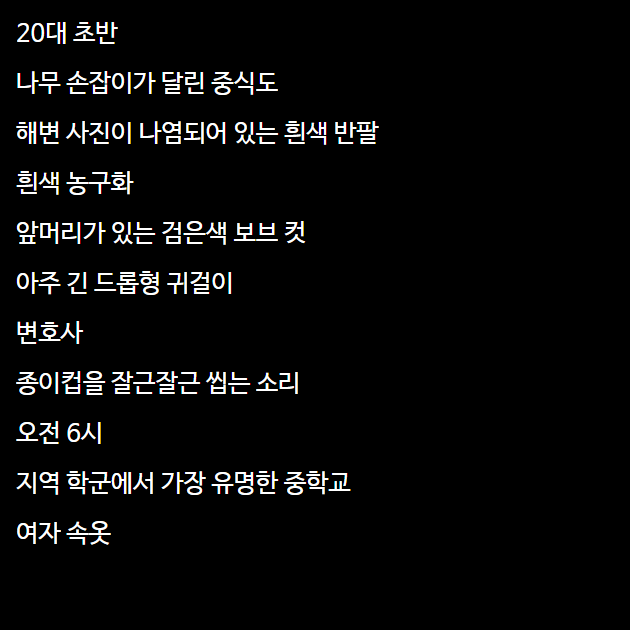 20대 초반
나무 손잡이가 달린 중식도
해변 사진이 나염되어 있는 흰색 반팔
흰색 농구화
앞머리가 있는 검은색 보브 컷
아주 긴 드롭형 귀걸이
변호사
종이컵을 잘근잘근 씹는 소리
오전 6시
지역 학군에서 가장 유명한 중학교
여자 속옷